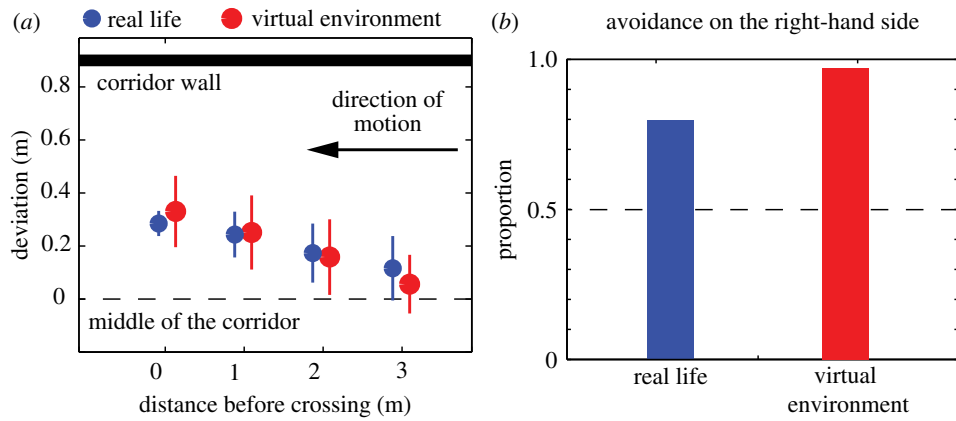 (a)
real life
virtual environment
corridor wall
direction of
motion
middle of the corridor
deviation (m)
0.8
0.6
0.4
0.2
0
0
1
2
3
distance before crossing (m)
(b)
avoidance on the right-hand side
proportion
1.0
0.5
0
real life
virtual
environment